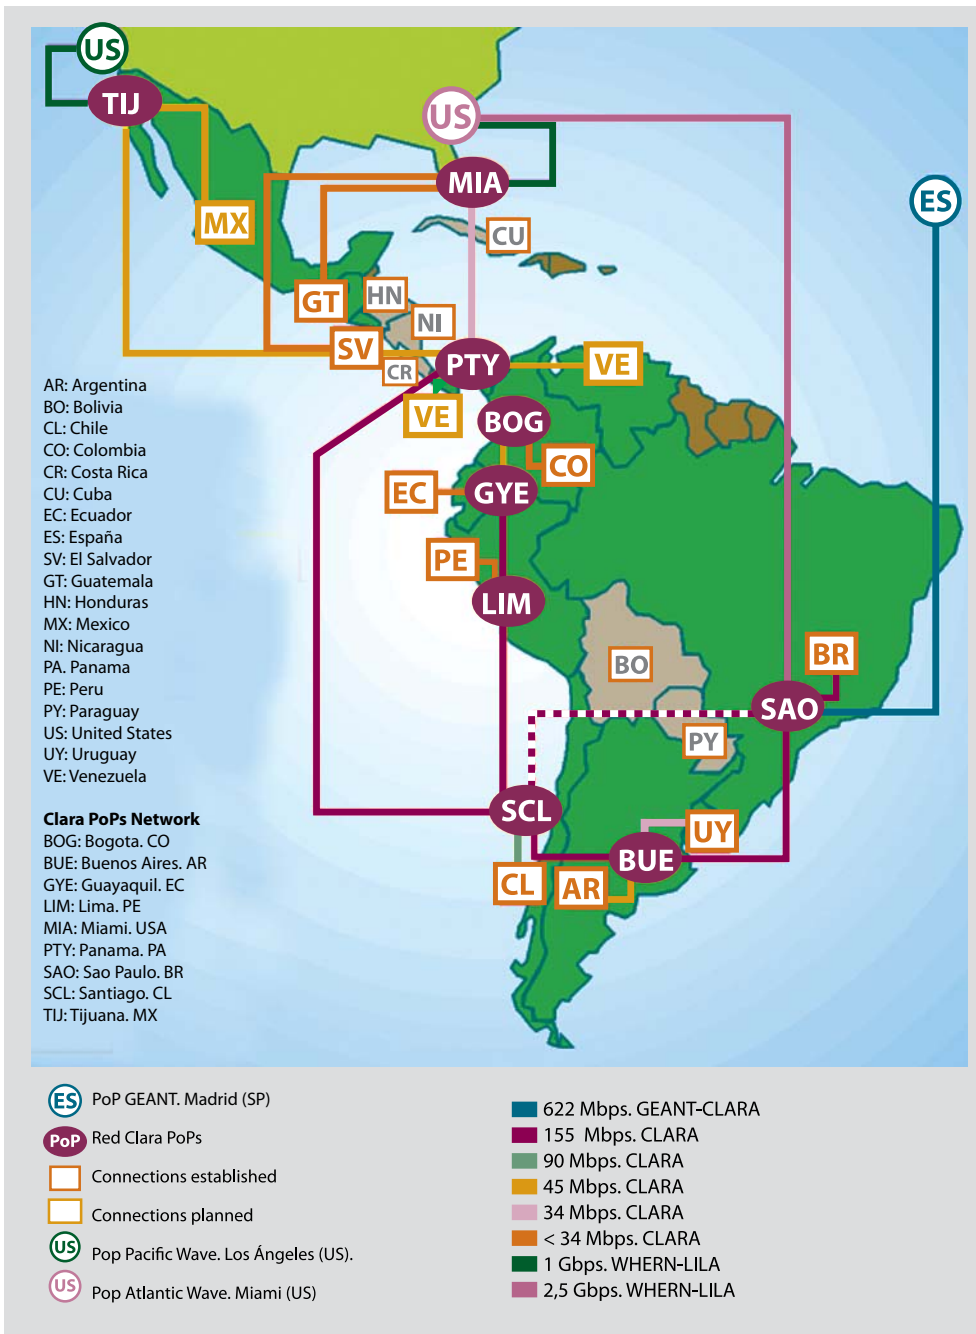 US
TIJ
US
MIA
ES
MX
CU
HN
GT
NI
SV
PTY
VE
CR
VE
BOG
CO
EC
GYE
PE
LIM
BO
BR
SAO
PY
SCL
UY
BUE
CL
AR
AR: Argentina
BO: Bolivia
CL: Chile
CO: Colombia
CR: Costa Rica
CU: Cuba
EC: Ecuador
ES: España
SV: El Salvador
GT: Guatemala
HN: Honduras
MX: Mexico
NI: Nicaragua
PA. Panama
PE: Peru
PY: Paraguay
US: United States
UY: Uruguay
VE: Venezuela
Clara PoPs Network
BOG: Bogota. CO
BUE: Buenos Aires. AR
GYE: Guayaquil. EC
LIM: Lima. PE
MIA: Miami. USA
PTY: Panama. PA
SAO: Sao Paulo. BR
SCL: Santiago. CL
TIJ: Tijuana. MX
ES PoP GEANT. Madrid (SP)
PoP Red Clara PoPs
Connections established
Connections planned
US Pop Pacific Wave. Los Ángeles (US).
US Pop Atlantic Wave. Miami (US)
622 Mbps. GEANT-CLARA
155 Mbps. CLARA
90 Mbps. CLARA
45 Mbps. CLARA
34 Mbps. CLARA
< 34 Mbps. CLARA
1 Gbps. WHERN-LILA
2,5 Gbps. WHERN-LILA